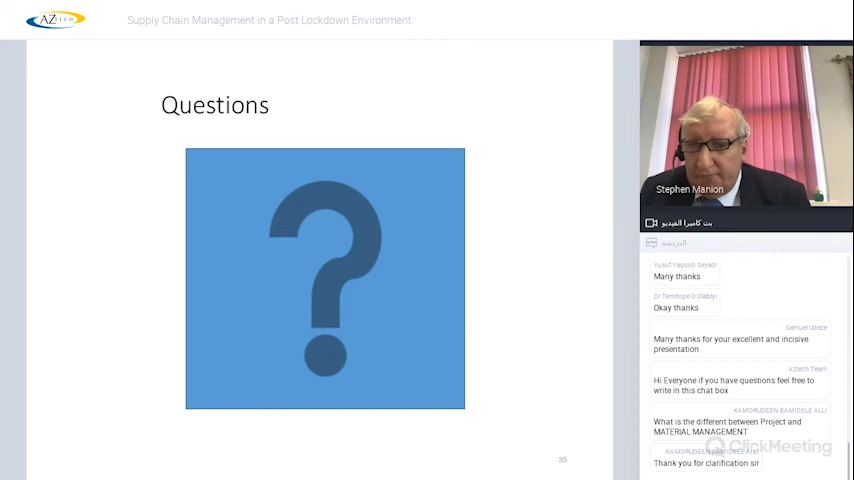 AZTECH
Supply Chain Management in a Post Lockdown Environment
Questions
?
35
Stephen Manion
بث كاميرا الفيديو
الدردشة
Yusuf Yaqoob Seyadi
Many thanks
Dr Temitope D Olabiyi
Okay thanks
Samuel Udeze
Many thanks for your excellent and incisive
presentation
Aztech Team
Hi Everyone if you have questions feel free to
write in this chat box
KAMORUDEEN BAMIDELE ALLI
What is the different between Project and
MATERIAL MANAGEMENT
KAMORUDEEN BAMIDELE ALLI
Thank you for clarification sir
ClickMeeting